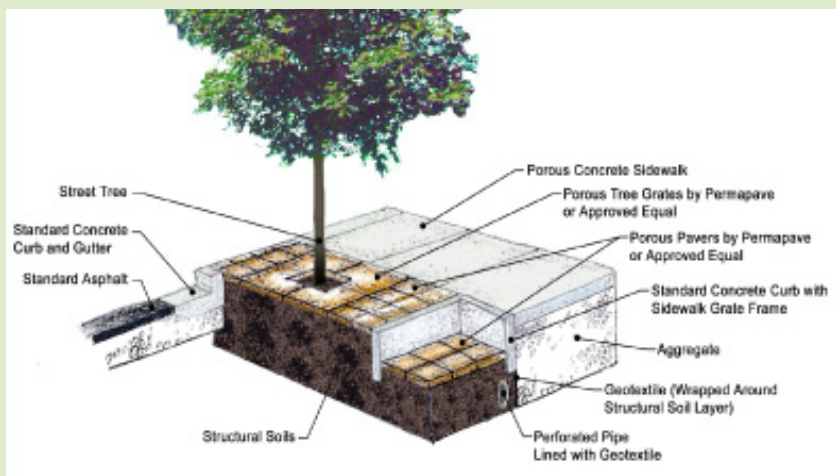 Porous Concrete Sidewalk
Street Tree
Porous Tree Grates by Permapave
or Approved Equal
Standard Concrete
Curb and Gutter
Porous Pavers by Permapave
or Approved Equal
Standard Asphalt
Standard Concrete Curb with
Sidewalk Grate Frame
Aggregate
Geotextile (Wrapped Around
Structural Soil Layer)
Structural Soils
Perforated Pipe
Lined with Geotextile